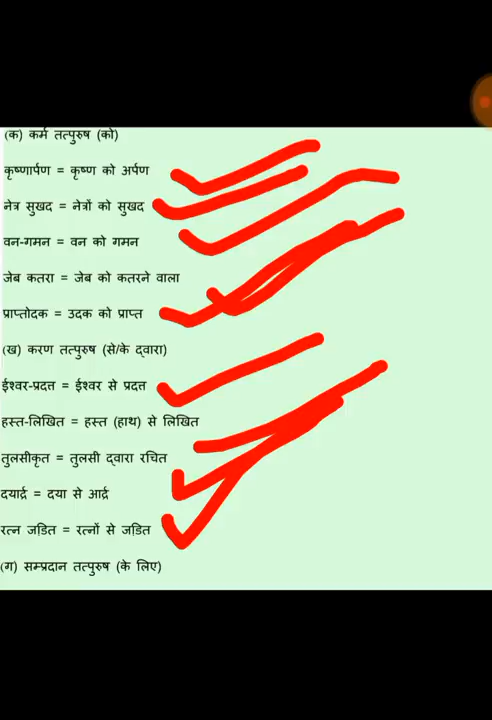 (क) कर्म तत्पुरुष (को)
कृष्णार्पण = कृष्ण को अर्पण
नेत्र सुखद = नेत्रों को सुखद
वन-गमन = वन को गमन
जेब कतरा = जेब को कतरने वाला
प्राप्तोदक = उदक को प्राप्त
(ख) करण तत्पुरुष (से/के द्वारा)
ईश्वर-प्रदत्त = ईश्वर से प्रदत्त
हस्त-लिखित = हस्त (हाथ) से लिखित
तुलसीकृत = तुलसी द्वारा रचित
दयार्द्र = दया से आर्द्र
रत्न जड़ित = रत्नों से जड़ित
(ग) सम्प्रदान तत्पुरुष (के लिए)